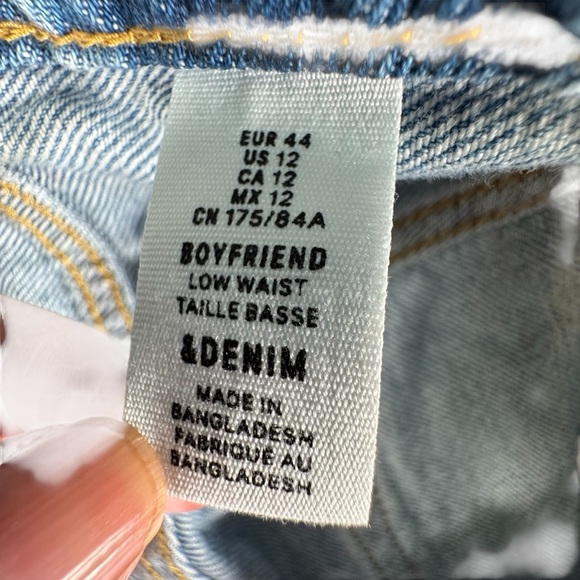 EUR 44
US 12
CA 12
MX 12
CN 175/84A
BOYFRIEND
LOW WAIST
TAILLE BASSE
&DENIM
MADE IN
BANGLADESH
FABRIQUÉ AU
BANGLADESH